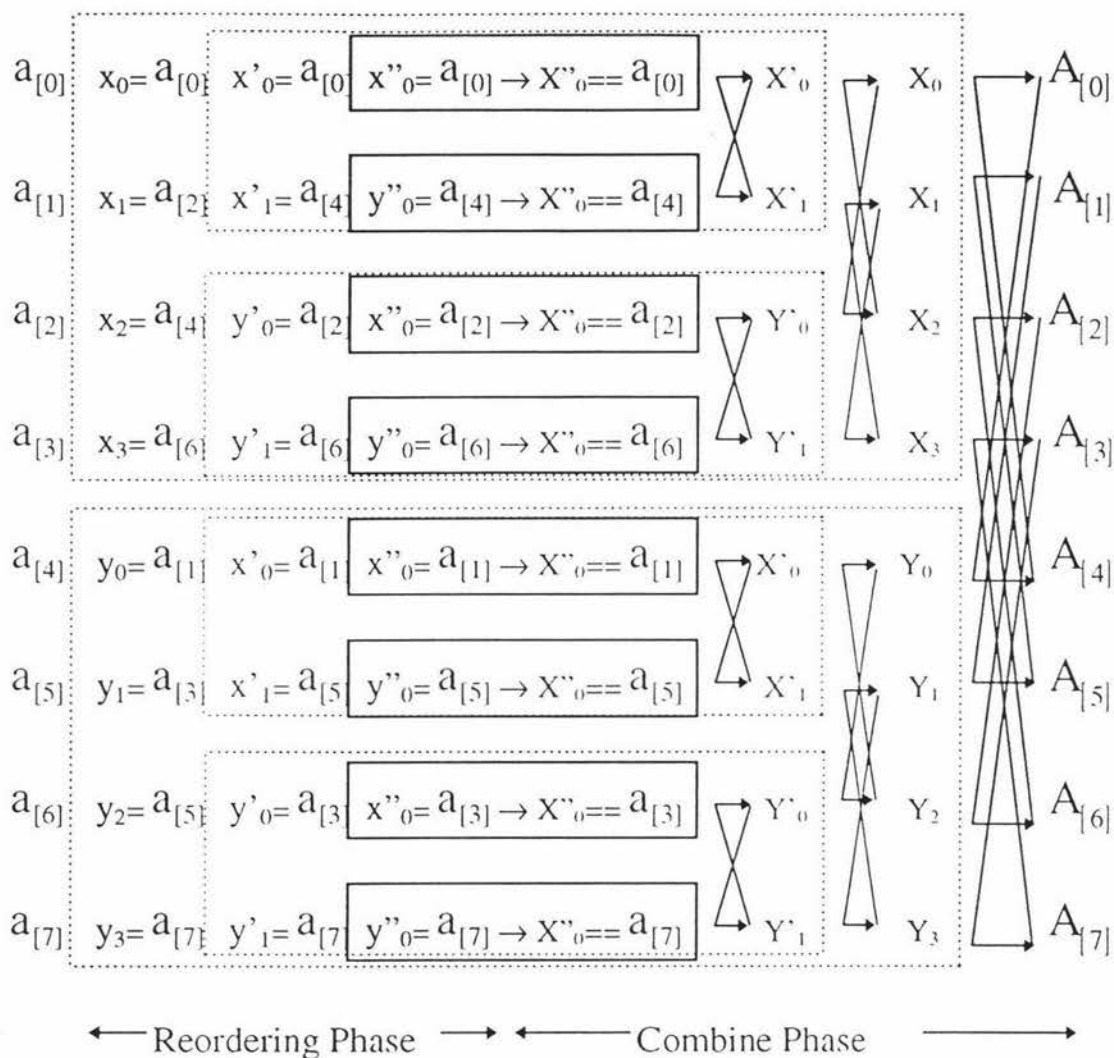 a[0] x0= a[0] x'0= a[0] x"0= a[0] → X"0== a[0] X'0 X0 A[0]
a[1] x1= a[2] x'1= a[4] y"0= a[4] → X"0== a[4] X'1 X1 A[1]
a[2] x2= a[4] y'0= a[2] x"0= a[2] → X"0== a[2] Y'0 X2 A[2]
a[3] x3= a[6] y'1= a[6] y"0= a[6] → X"0== a[6] Y'1 X3 A[3]
a[4] y0= a[1] x'0= a[1] x"0= a[1] → X"0== a[1] X'0 Y0 A[4]
a[5] y1= a[3] x'1= a[5] y"0= a[5] → X"0== a[5] X'1 Y1 A[5]
a[6] y2= a[5] y'0= a[3] x"0= a[3] → X"0== a[3] Y'0 Y2 A[6]
a[7] y3= a[7] y'1= a[7] y"0= a[7] → X"0== a[7] Y'1 Y3 A[7]
Reordering Phase Combine Phase